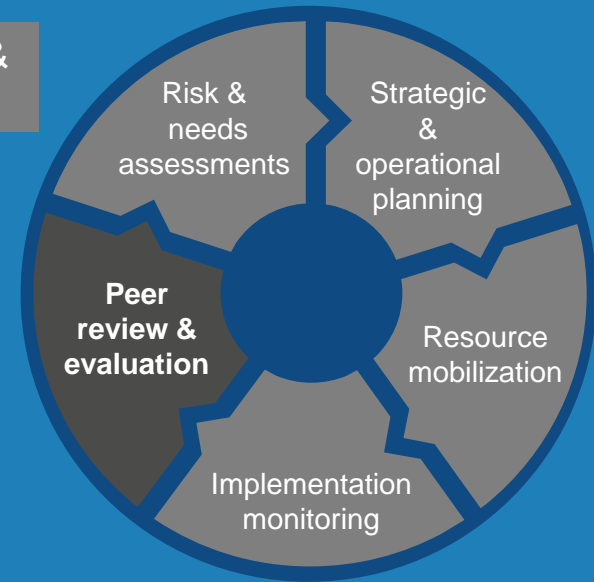 &
Risk &
needs
assessments
Strategic
&
operational
planning
Peer
review &
evaluation
Resource
mobilization
Implementation
monitoring